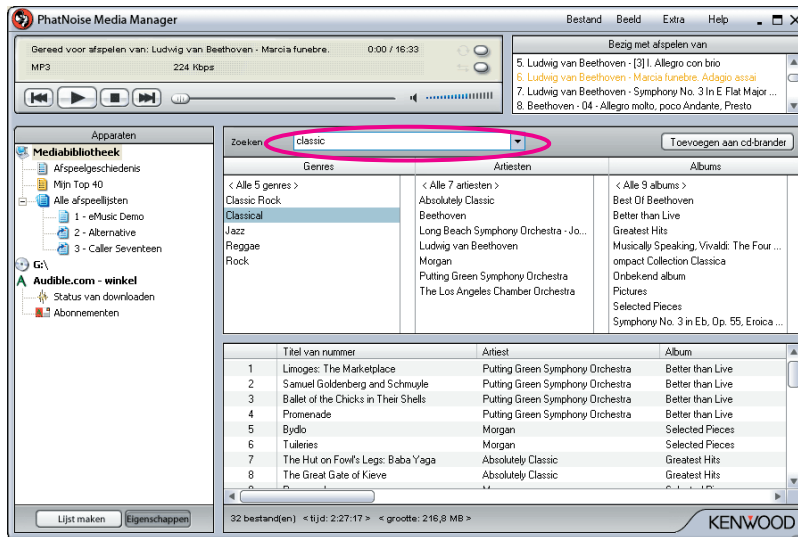 PhatNoise Media Manager
Bestand Beeld Extra Help
Gereed voor afspelen van: Ludwig van Beethoven - Marcia funebre. 0:00 / 16:33
MP3 224 Kbps
Bezig met afspelen van
5. Ludwig van Beethoven - [3] I. Allegro con brio
6. Ludwig van Beethoven - Marcia funebre. Adagio assai
7. Ludwig van Beethoven - Symphony No. 3 In E Flat Major ...
8. Beethoven - 04 - Allegro molto, poco Andante, Presto
Apparaten
Mediabibliotheek
Afspeelgeschiedenis
Mijn Top 40
Alle afspeellijsten
1 - eMusic Demo
2 - Alternative
3 - Caller Seventeen
G:\
Audible.com - winkel
Status van downloaden
Abonnementen
Lijst maken Eigenschappen
Zoeken classic Toevoegen aan cd-brander
Genres Artiesten Albums
< Alle 5 genres >
Classic Rock
Classical
Jazz
Reggae
Rock
< Alle 7 artiesten >
Absolutely Classic
Beethoven
Long Beach Symphony Orchestra - Jo...
Ludwig van Beethoven
Morgan
Putting Green Symphony Orchestra
The Los Angeles Chamber Orchestra
< Alle 9 albums >
Best Of Beethoven
Better than Live
Greatest Hits
Musically Speaking, Vivaldi: The Four ...
ompact Collection Classica
Onbekend album
Pictures
Selected Pieces
Symphony No. 3 in Eb, Op. 55, Eroica ...
Titel van nummer Artiest Album
1 Limoges: The Marketplace Putting Green Symphony Orchestra Better than Live
2 Samuel Goldenberg and Schmuyle Putting Green Symphony Orchestra Better than Live
3 Ballet of the Chicks in Their Shells Putting Green Symphony Orchestra Better than Live
4 Promenade Putting Green Symphony Orchestra Better than Live
5 Bydlo Morgan Selected Pieces
6 Tuileries Morgan Selected Pieces
7 The Hut on Fowl's Legs: Baba Yaga Absolutely Classic Greatest Hits
8 The Great Gate of Kieve Absolutely Classic Greatest Hits
32 bestand(en) < tijd: 2:27:17 > < grootte: 216,8 MB >
KENWOOD